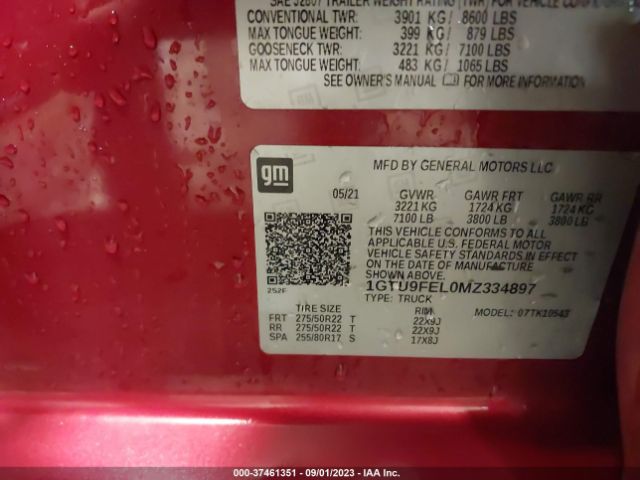 SAE J2807 TRAILER WEIGHT RATING (TWR) FOR VEHICLE
CONVENTIONAL TWR: 3901 KG / 8600 LBS
MAX TONGUE WEIGHT: 399 KG / 879 LBS
GOOSENECK TWR: 3221 KG / 7100 LBS
MAX TONGUE WEIGHT: 483 KG / 1065 LBS
SEE OWNER'S MANUAL FOR MORE INFORMATION
gm
MFD BY GENERAL MOTORS LLC
05/21 GVWR GAWR FRT GAWR RR
3221 KG 1724 KG 1724 KG
7100 LB 3800 LB 3800 LB
THIS VEHICLE CONFORMS TO ALL
APPLICABLE U.S. FEDERAL MOTOR
VEHICLE SAFETY STANDARDS IN EFFECT
ON THE DATE OF MANUFACTURE
SHOWN ABOVE.
252F 1GTU9FEL0MZ334897
TYPE: TRUCK
MODEL: 07TK10543
TIRE SIZE RIM
FRT 275/50R22 T 22X9J
RR 275/50R22 T 22X9J
SPA 255/80R17 S 17X8J
000-37461351 - 09/01/2023 - IAA Inc.